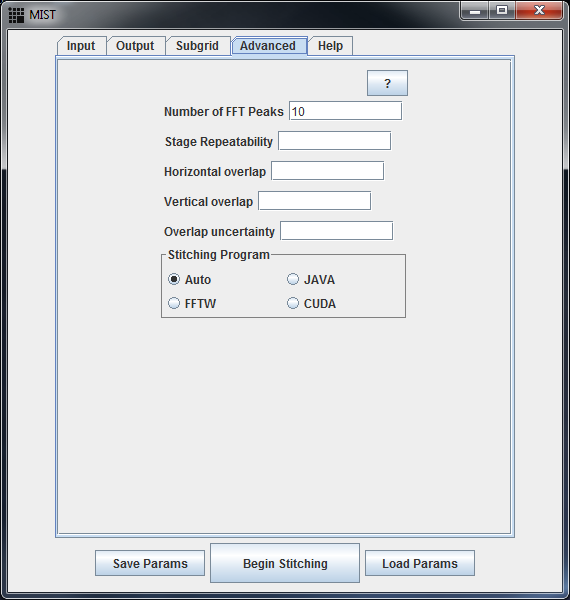 MIST
Input Output Subgrid Advanced Help
?
Number of FFT Peaks 10
Stage Repeatability
Horizontal overlap
Vertical overlap
Overlap uncertainty
Stitching Program
Auto JAVA
FFTW CUDA
Save Params Begin Stitching Load Params